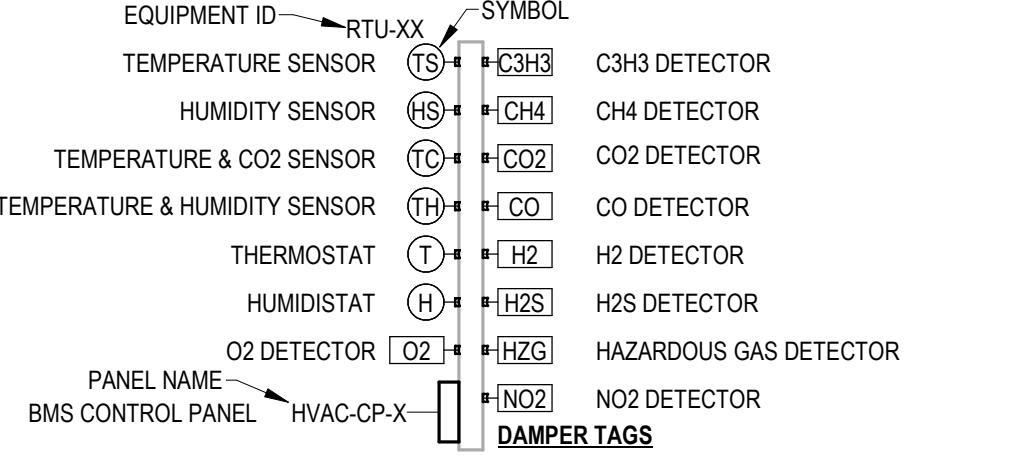 EQUIPMENT ID
SYMBOL
RTU-XX
TEMPERATURE SENSOR TS C3H3 C3H3 DETECTOR
HUMIDITY SENSOR HS CH4 CH4 DETECTOR
TEMPERATURE & CO2 SENSOR TC CO2 CO2 DETECTOR
TEMPERATURE & HUMIDITY SENSOR TH CO CO DETECTOR
THERMOSTAT T H2 H2 DETECTOR
HUMIDISTAT H H2S H2S DETECTOR
O2 DETECTOR O2 HZG HAZARDOUS GAS DETECTOR
PANEL NAME
NO2 NO2 DETECTOR
BMS CONTROL PANEL HVAC-CP-X
DAMPER TAGS